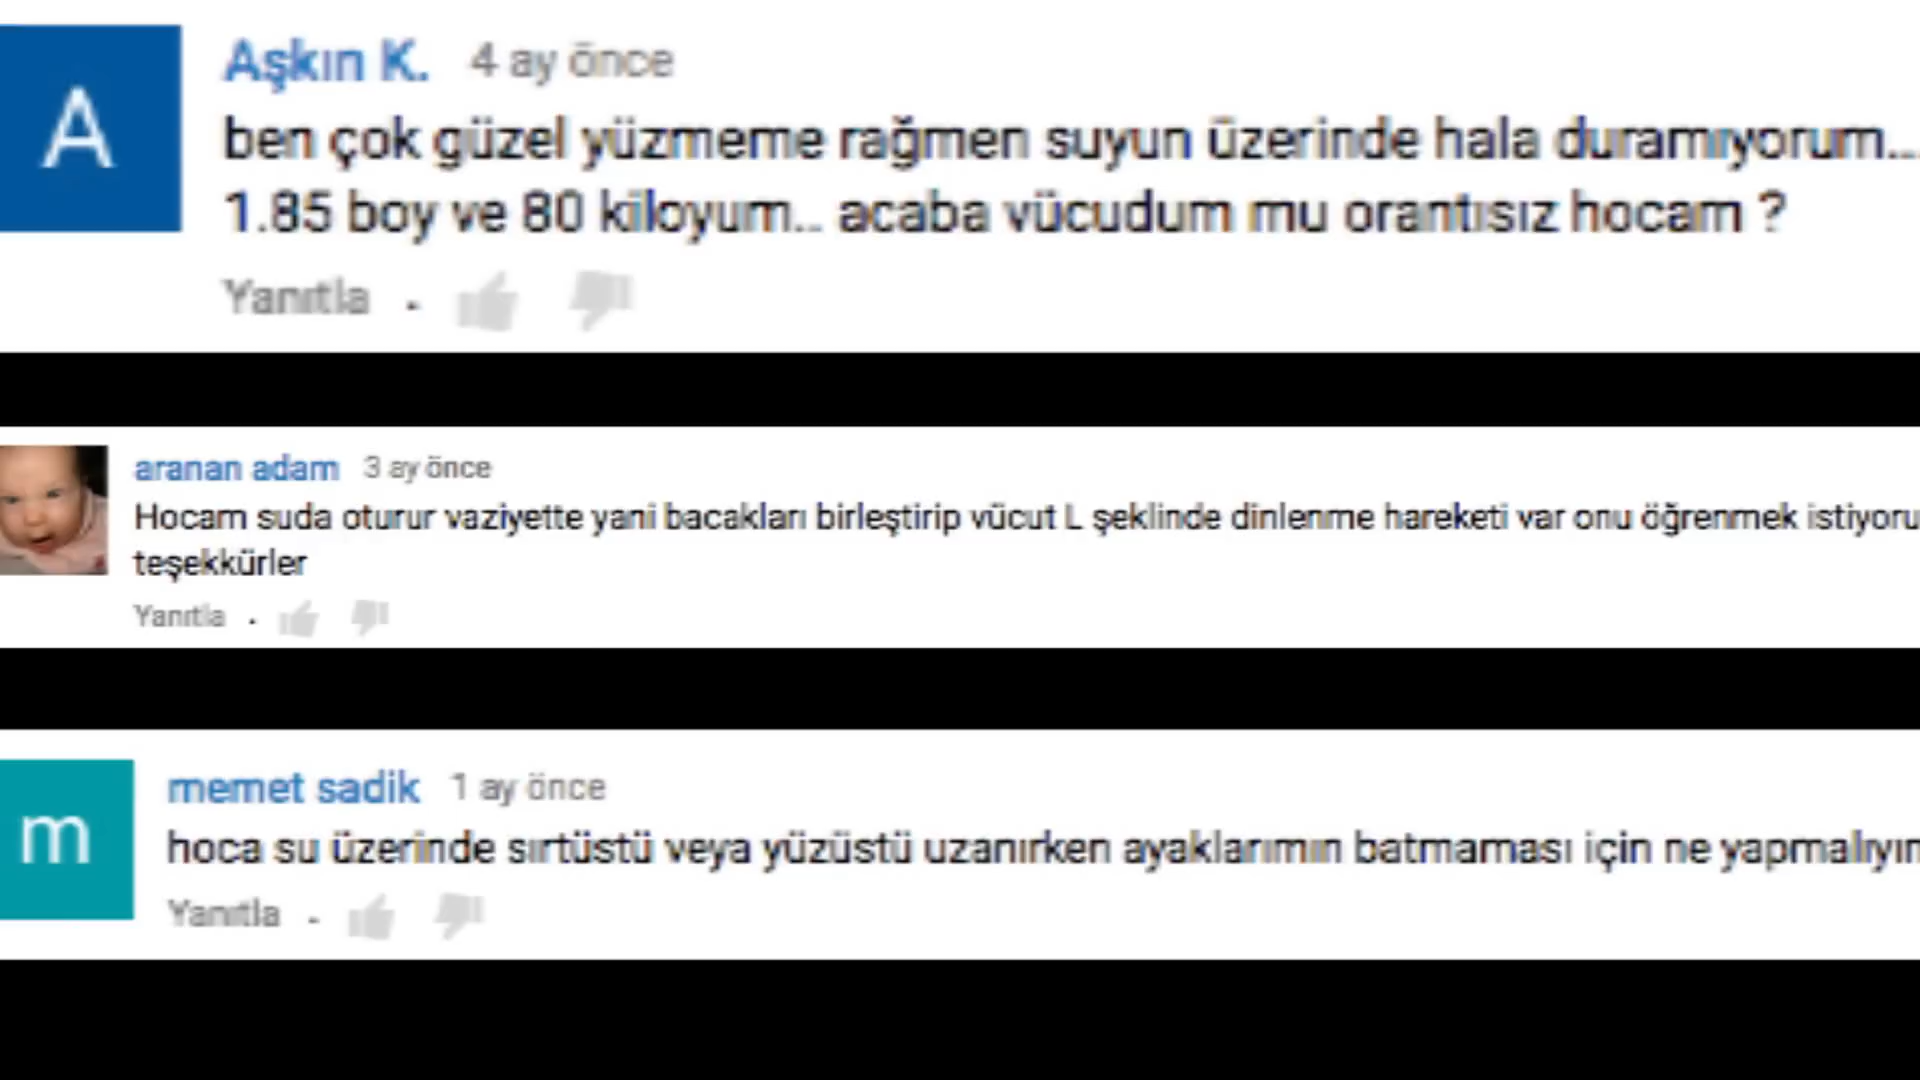 A
Aşkın K. 4 ay önce
ben çok güzel yüzmeme rağmen suyun üzerinde hala duramıyorum...
1.85 boy ve 80 kiloyum.. acaba vücudum mu orantısız hocam ?
Yanıtla
aranan adam 3 ay önce
Hocam suda oturur vaziyette yani bacakları birleştirip vücut L şeklinde dinlenme hareketi var onu öğrenmek istiyoru
teşekkürler
Yanıtla
m
memet sadik 1 ay önce
hoca su üzerinde sırtüstü veya yüzüstü uzanırken ayaklarımın batmaması için ne yapmalıyım
Yanıtla